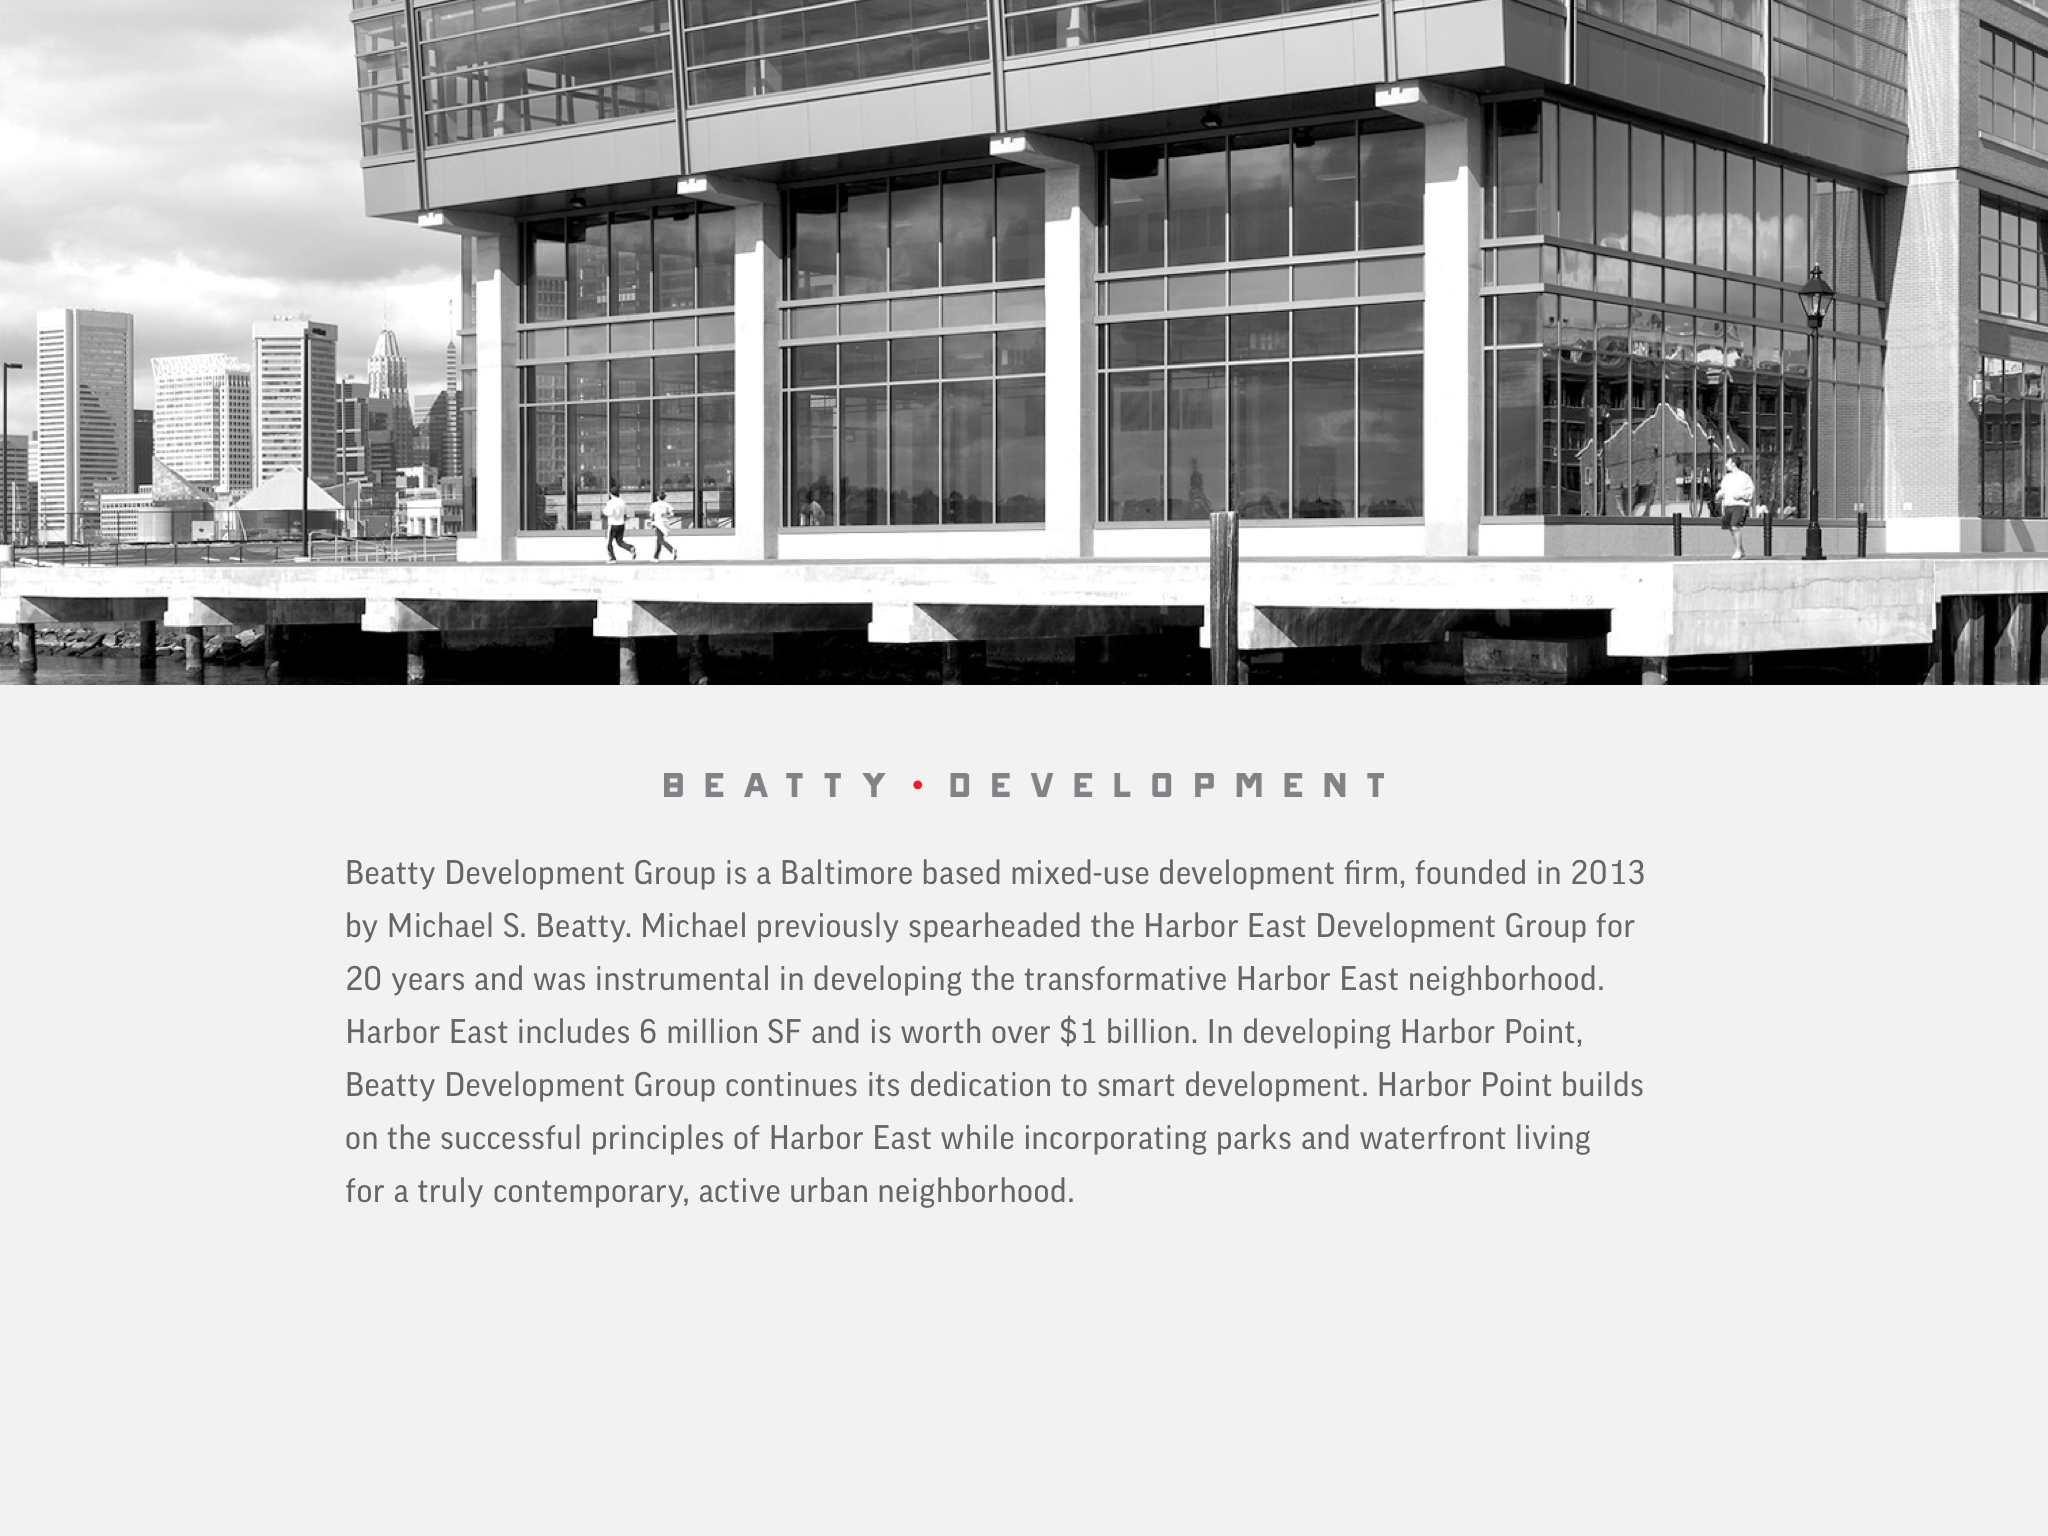 BEATTY • DEVELOPMENT
Beatty Development Group is a Baltimore based mixed-use development firm, founded in 2013
by Michael S. Beatty. Michael previously spearheaded the Harbor East Development Group for
20 years and was instrumental in developing the transformative Harbor East neighborhood.
Harbor East includes 6 million SF and is worth over $1 billion. In developing Harbor Point,
Beatty Development Group continues its dedication to smart development. Harbor Point builds
on the successful principles of Harbor East while incorporating parks and waterfront living
for a truly contemporary, active urban neighborhood.